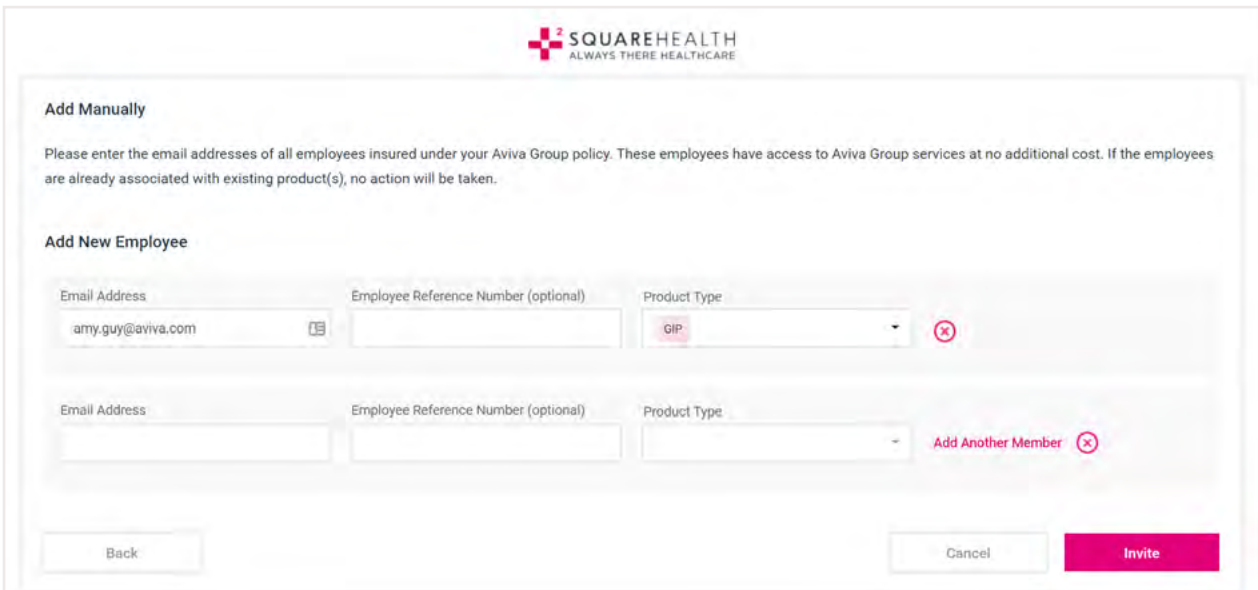 2 SQUAREHEALTH
ALWAYS THERE HEALTHCARE
Add Manually
Please enter the email addresses of all employees insured under your Aviva Group policy. These employees have access to Aviva Group services at no additional cost. If the employees
are already associated with existing product(s), no action will be taken.
Add New Employee
Email Address Employee Reference Number (optional) Product Type
amy.guy@aviva.com GIP
Email Address Employee Reference Number (optional) Product Type
Add Another Member
Back Cancel Invite